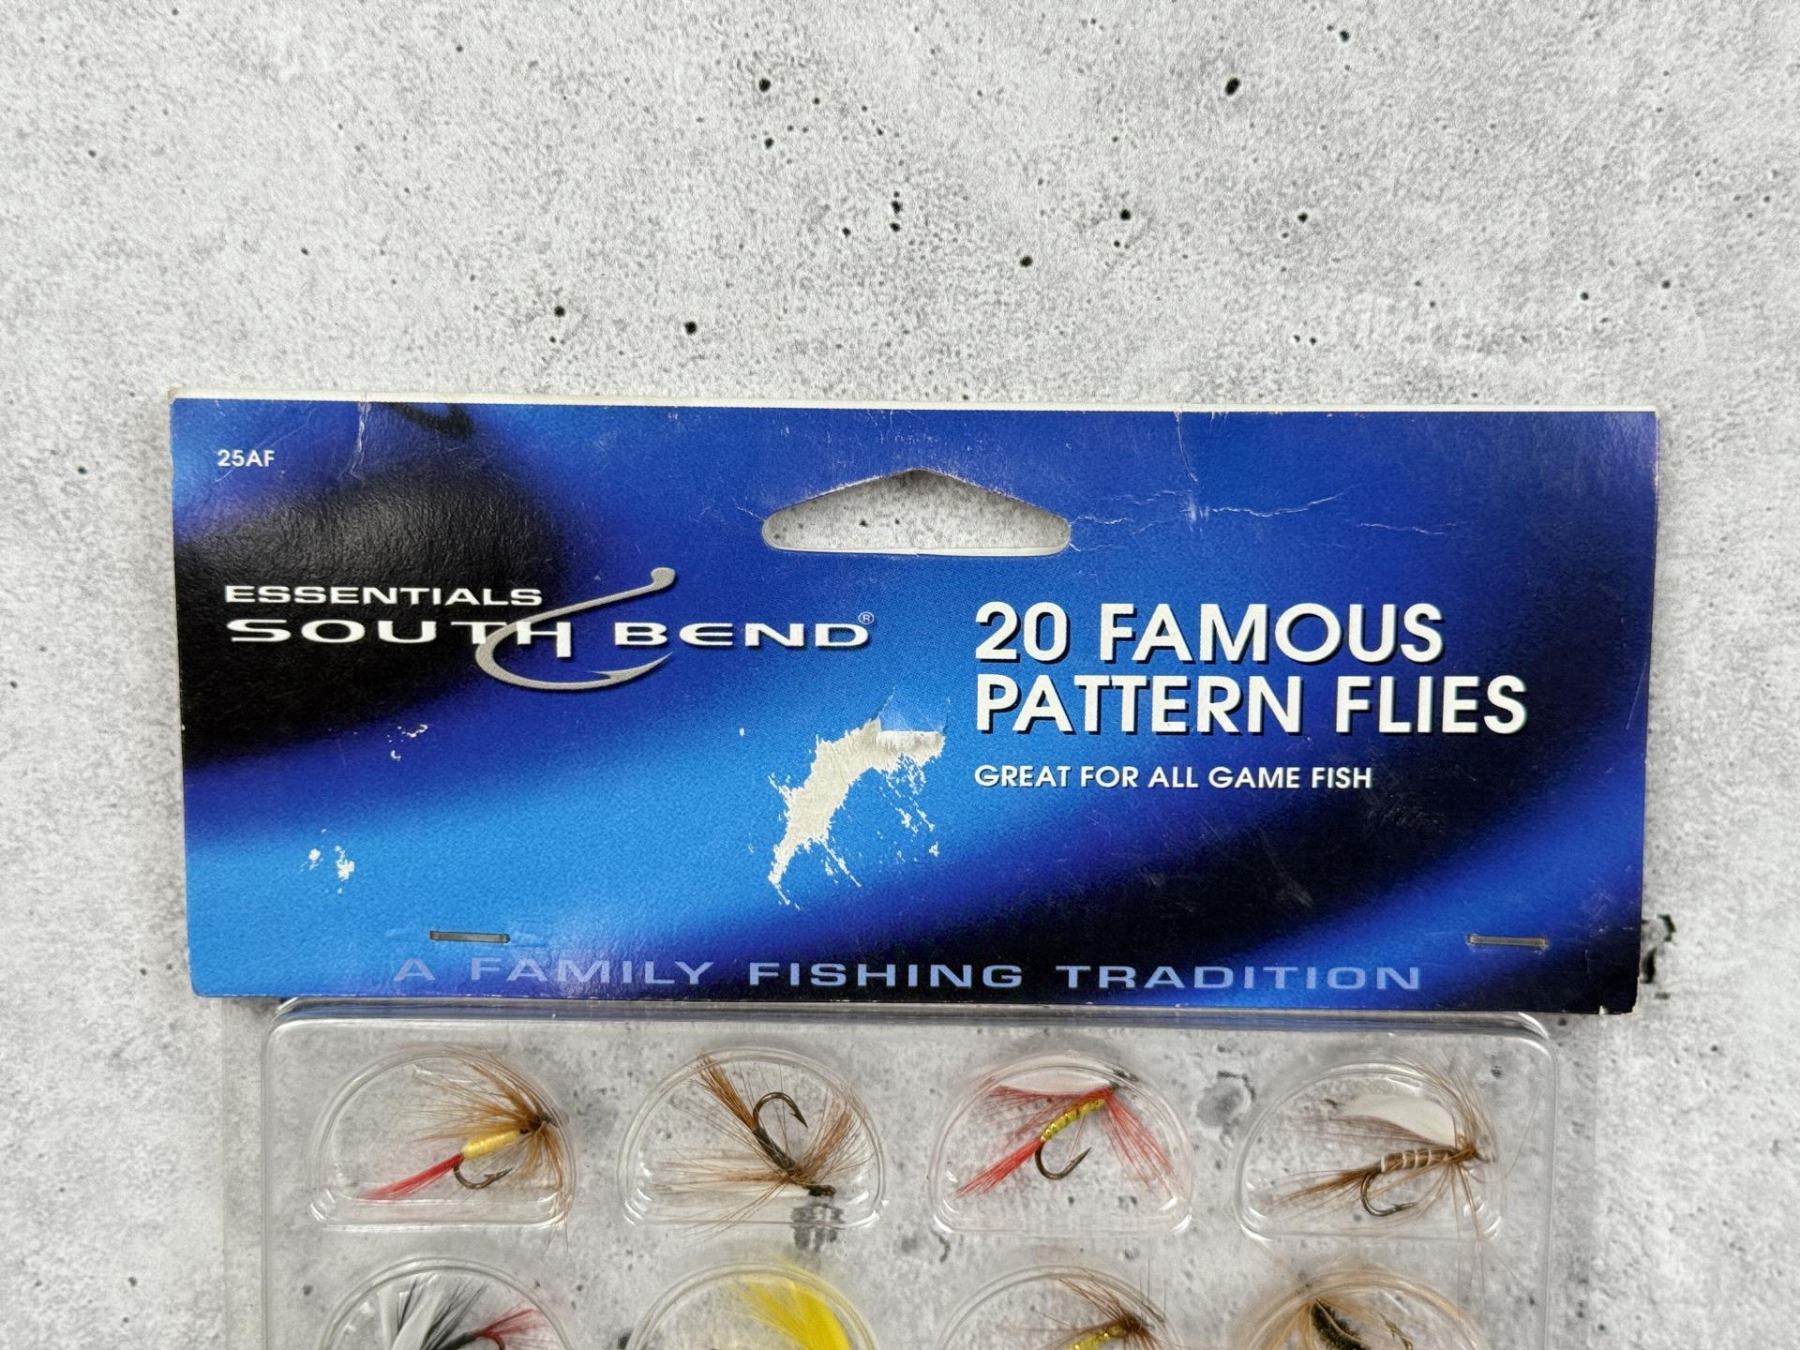 25AF
ESSENTIALS
SOUTH BEND®
20 FAMOUS
PATTERN FLIES
GREAT FOR ALL GAME FISH
A FAMILY FISHING TRADITION